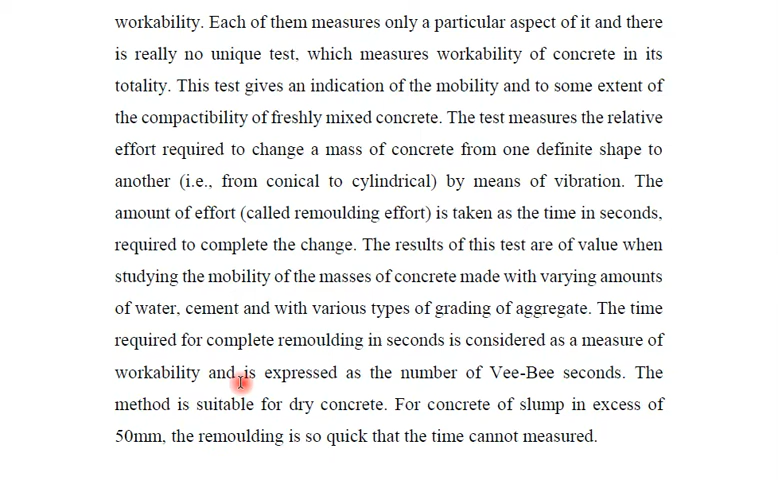 workability. Each of them measures only a particular aspect of it and there
is really no unique test, which measures workability of concrete in its
totality. This test gives an indication of the mobility and to some extent of
the compactibility of freshly mixed concrete. The test measures the relative
effort required to change a mass of concrete from one definite shape to
another (i.e., from conical to cylindrical) by means of vibration. The
amount of effort (called remoulding effort) is taken as the time in seconds,
required to complete the change. The results of this test are of value when
studying the mobility of the masses of concrete made with varying amounts
of water, cement and with various types of grading of aggregate. The time
required for complete remoulding in seconds is considered as a measure of
workability and is expressed as the number of Vee-Bee seconds. The
method is suitable for dry concrete. For concrete of slump in excess of
50mm, the remoulding is so quick that the time cannot measured.